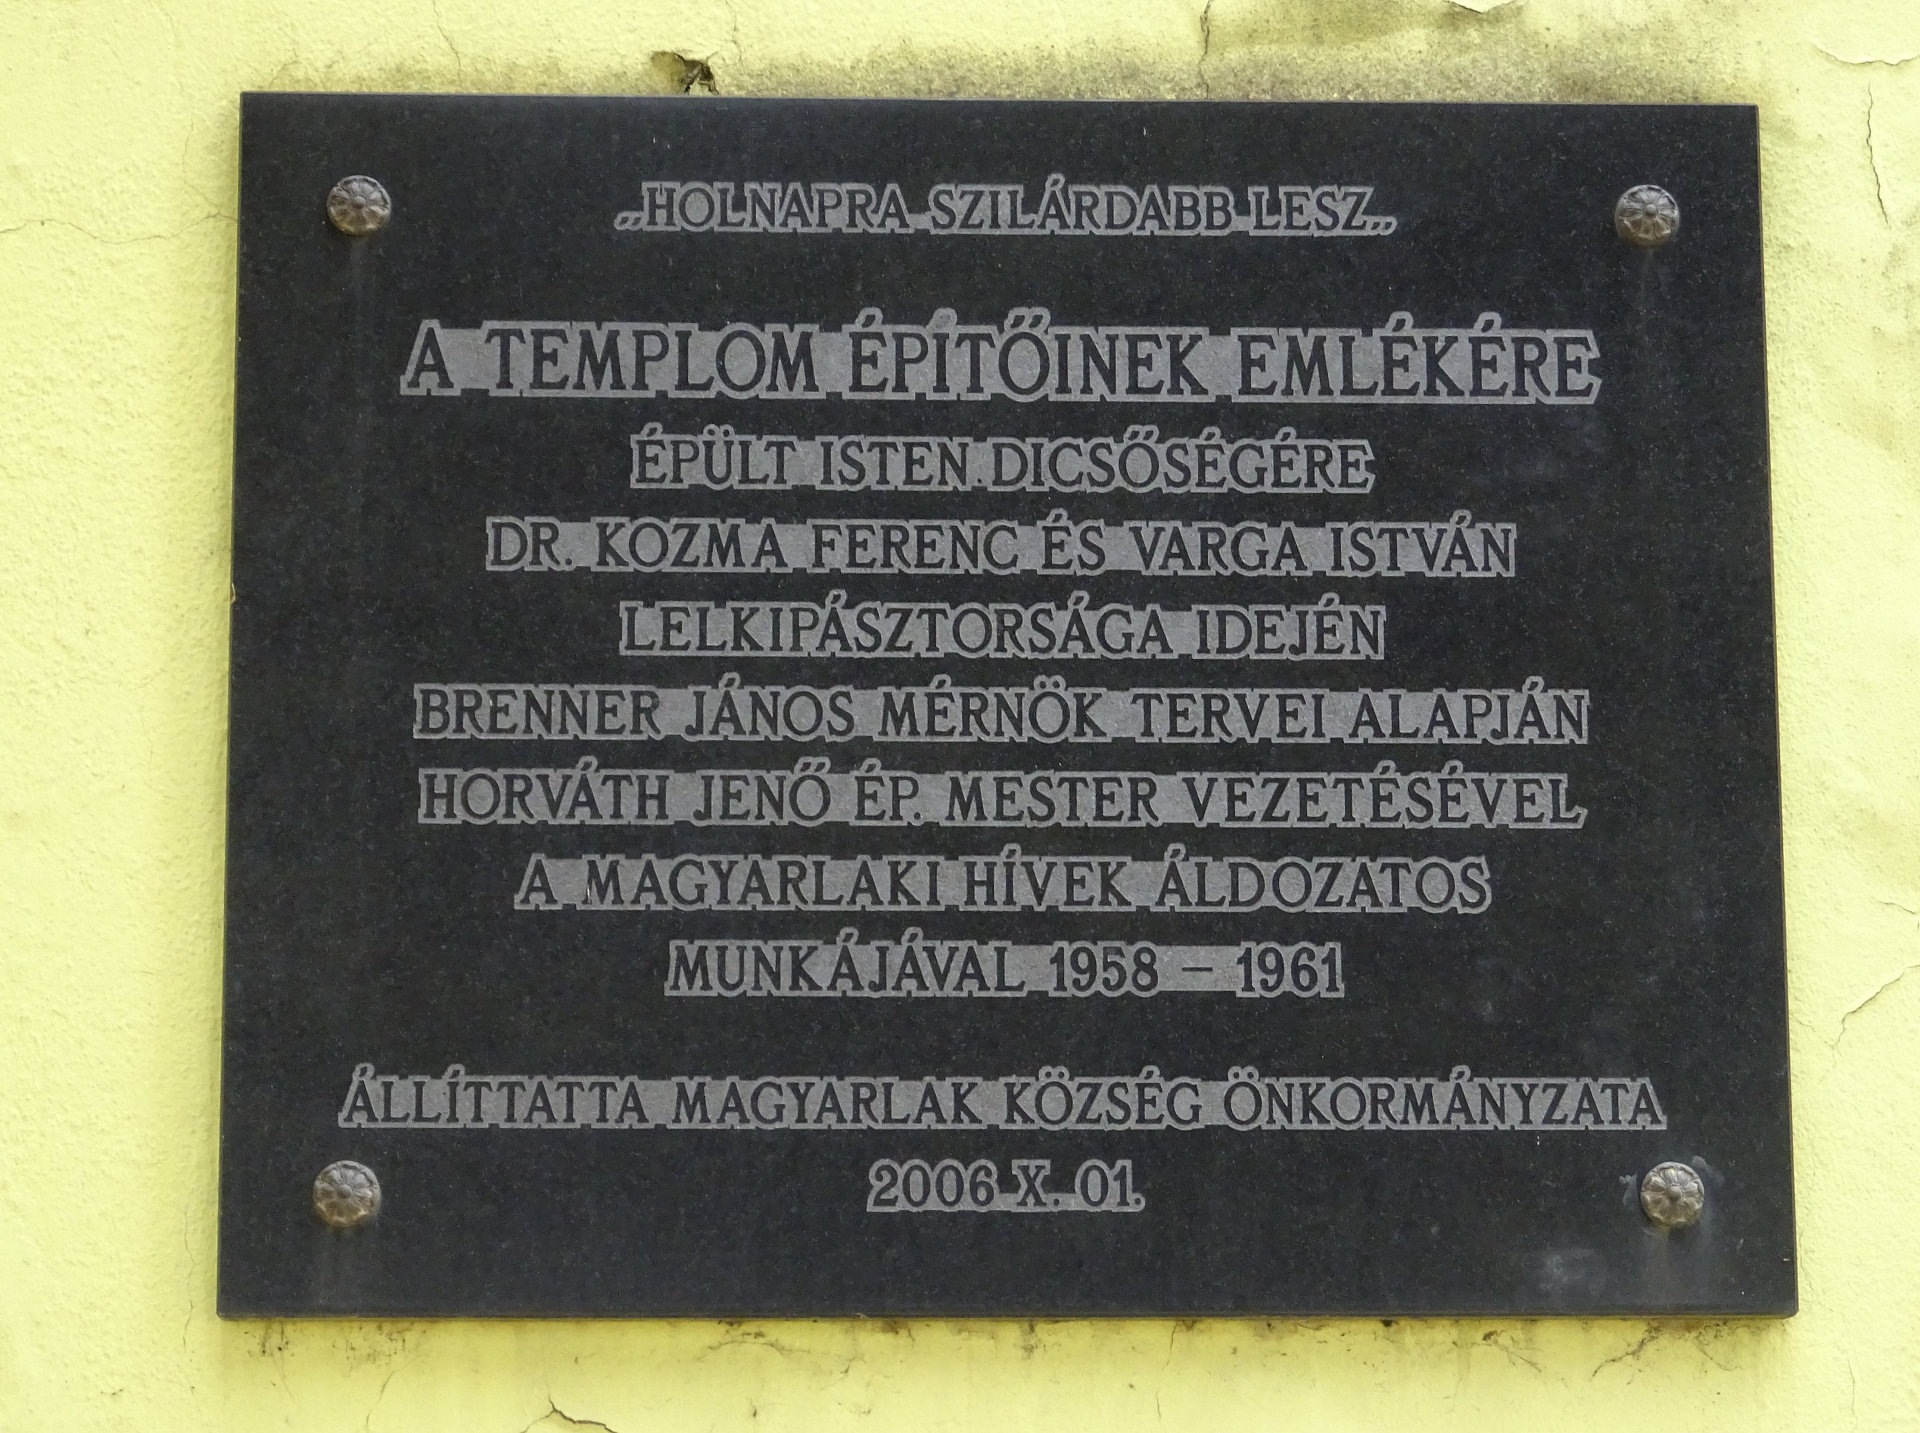 „HOLNAPRA SZILÁRDABB LESZ„
A TEMPLOM ÉPÍTŐINEK EMLÉKÉRE
ÉPÜLT ISTEN DICSŐSÉGÉRE
DR. KOZMA FERENC ÉS VARGA ISTVÁN
LELKIPÁSZTORSÁGA IDEJÉN
BRENNER JÁNOS MÉRNÖK TERVEI ALAPJÁN
HORVÁTH JENŐ ÉP. MESTER VEZETÉSÉVEL
A MAGYARLAKI HÍVEK ÁLDOZATOS
MUNKÁJÁVAL 1958 – 1961
ÁLLÍTTATTA MAGYARLAK KÖZSÉG ÖNKORMÁNYZATA
2006 X. 01.